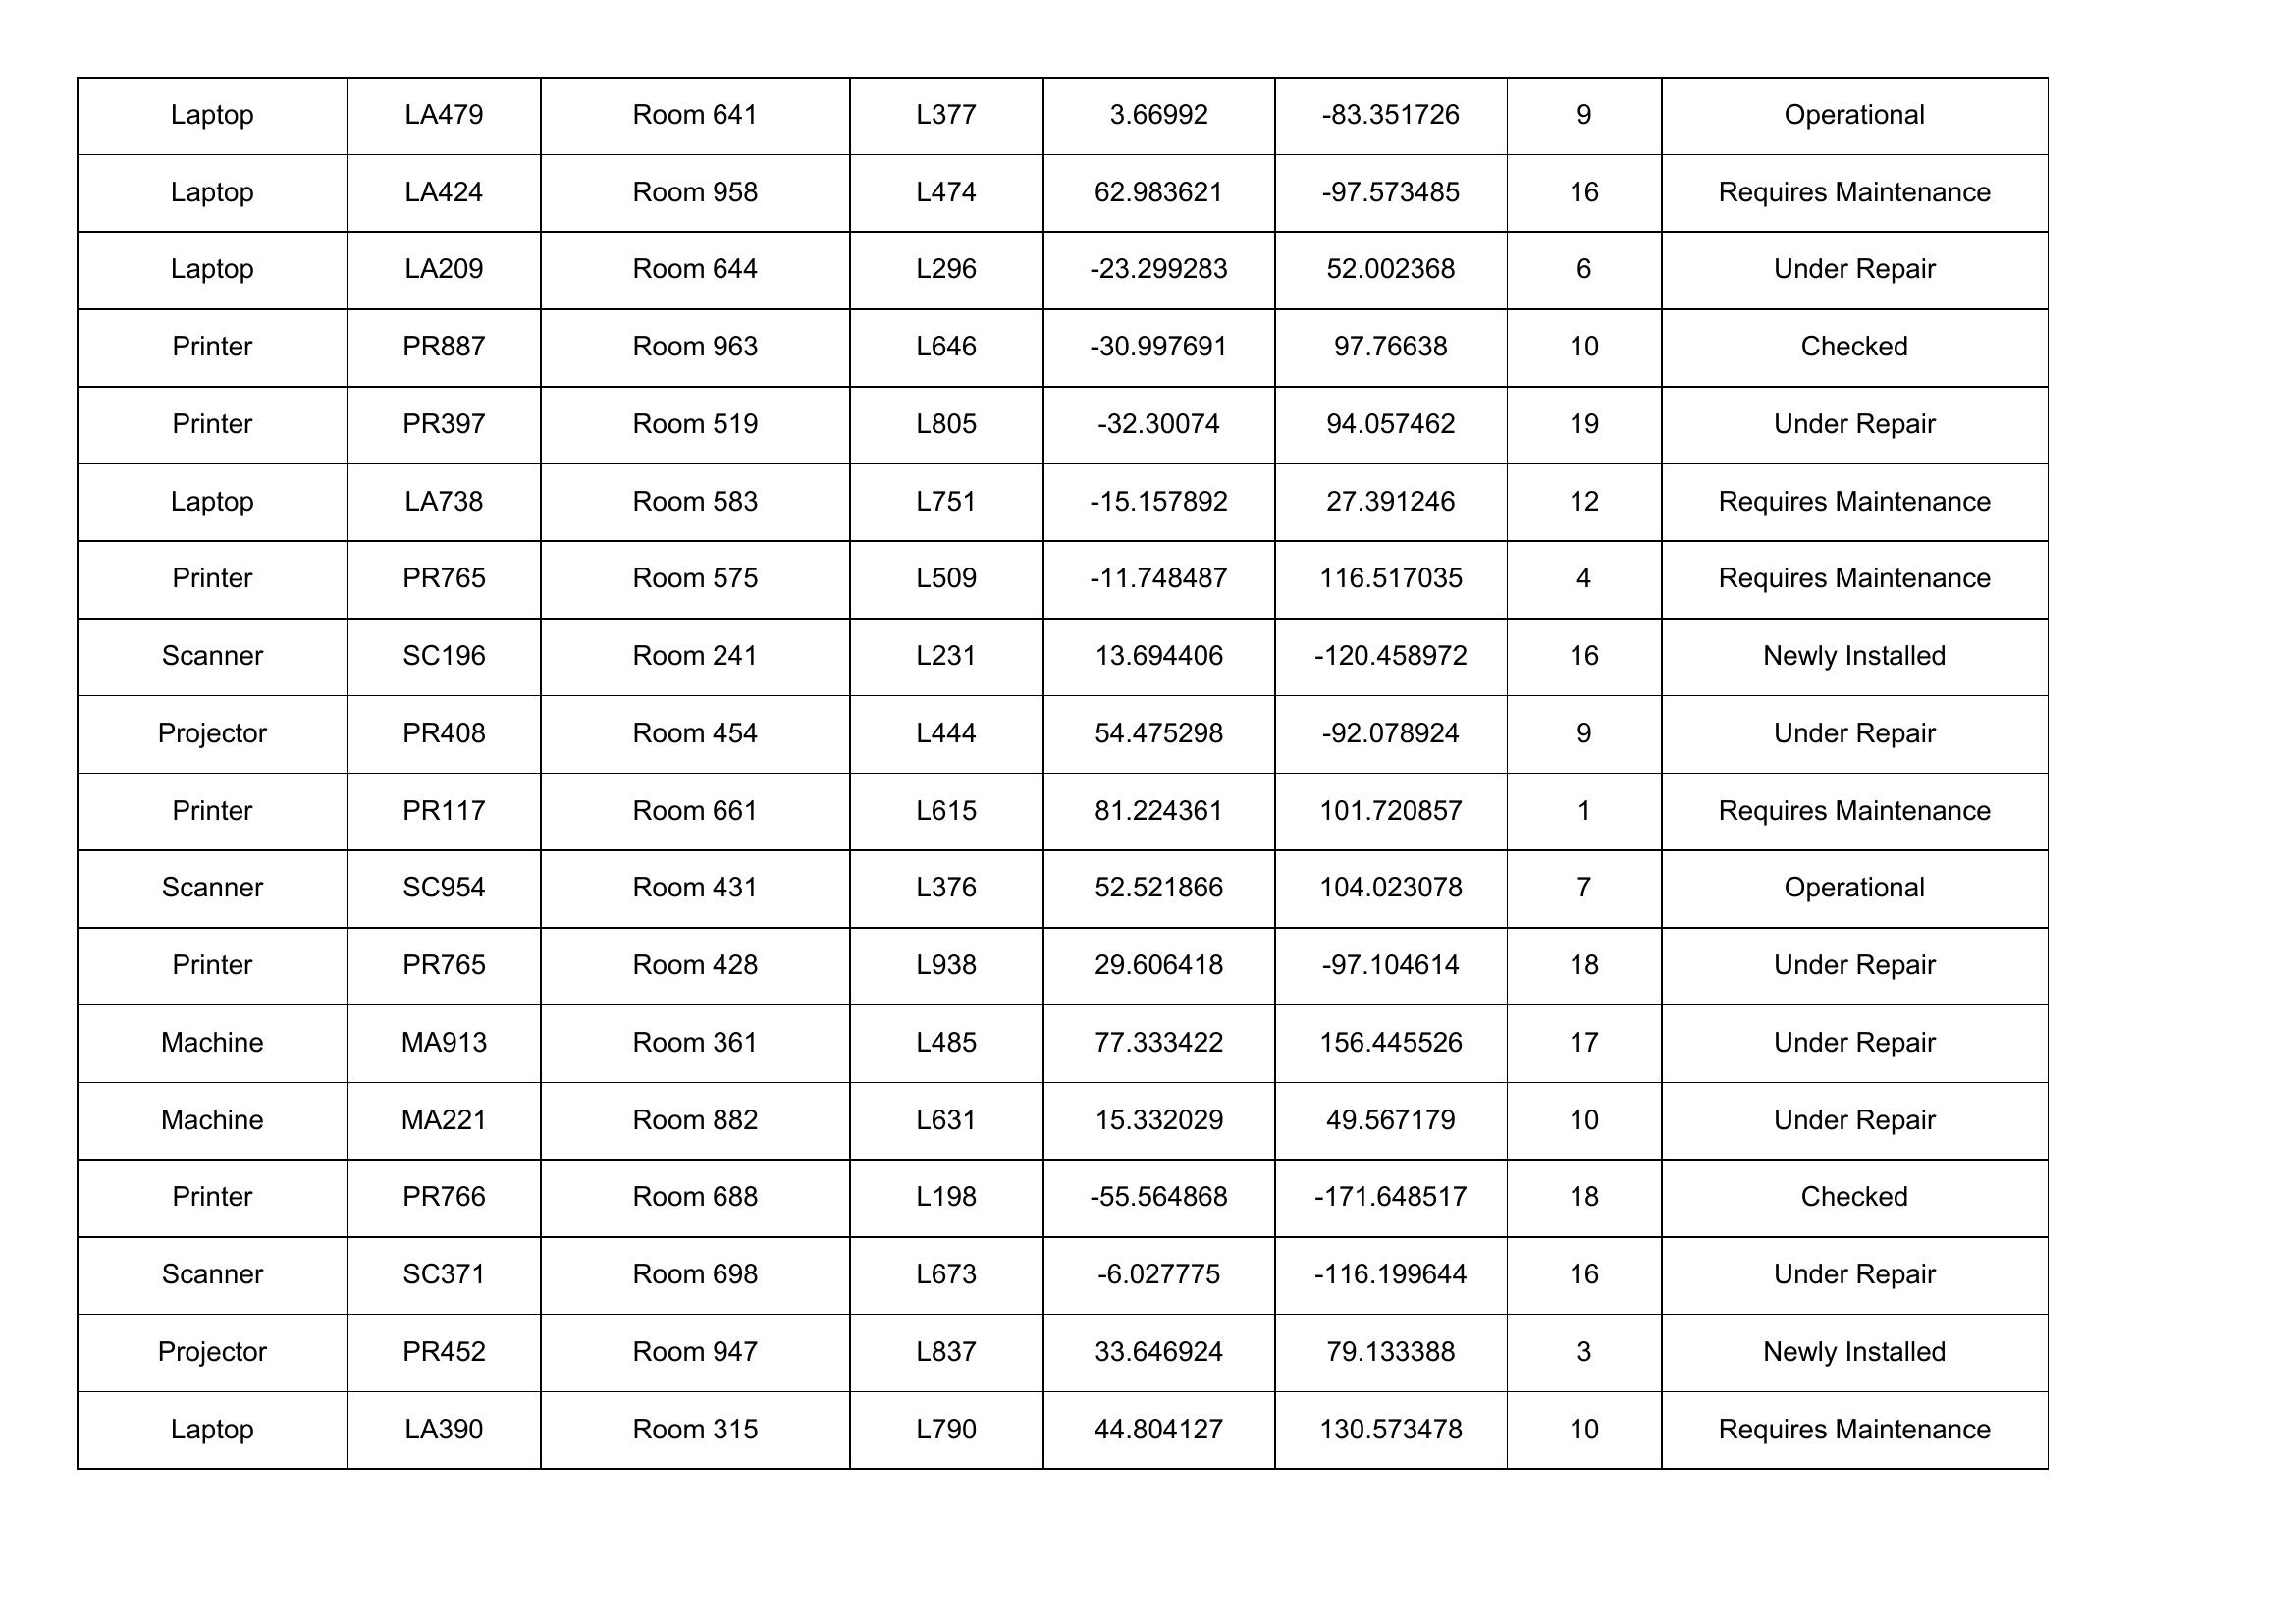 Laptop LA479 Room 641 L377 3.66992 -83.351726 9 Operational
Laptop LA424 Room 958 L474 62.983621 -97.573485 16 Requires Maintenance
Laptop LA209 Room 644 L296 -23.299283 52.002368 6 Under Repair
Printer PR887 Room 963 L646 -30.997691 97.76638 10 Checked
Printer PR397 Room 519 L805 -32.30074 94.057462 19 Under Repair
Laptop LA738 Room 583 L751 -15.157892 27.391246 12 Requires Maintenance
Printer PR765 Room 575 L509 -11.748487 116.517035 4 Requires Maintenance
Scanner SC196 Room 241 L231 13.694406 -120.458972 16 Newly Installed
Projector PR408 Room 454 L444 54.475298 -92.078924 9 Under Repair
Printer PR117 Room 661 L615 81.224361 101.720857 1 Requires Maintenance
Scanner SC954 Room 431 L376 52.521866 104.023078 7 Operational
Printer PR765 Room 428 L938 29.606418 -97.104614 18 Under Repair
Machine MA913 Room 361 L485 77.333422 156.445526 17 Under Repair
Machine MA221 Room 882 L631 15.332029 49.567179 10 Under Repair
Printer PR766 Room 688 L198 -55.564868 -171.648517 18 Checked
Scanner SC371 Room 698 L673 -6.027775 -116.199644 16 Under Repair
Projector PR452 Room 947 L837 33.646924 79.133388 3 Newly Installed
Laptop LA390 Room 315 L790 44.804127 130.573478 10 Requires Maintenance